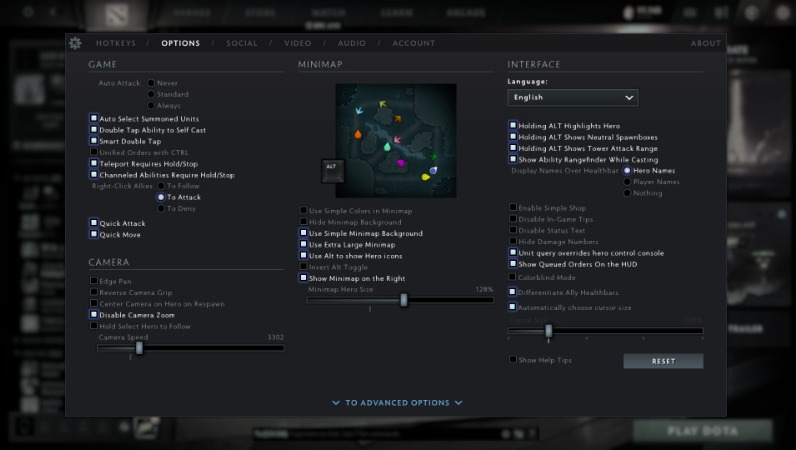 HEROES
STORE
WATCH
LEARN
ARCADE
HOTKEYS / OPTIONS / SOCIAL / VIDEO / AUDIO / ACCOUNT
ABOUT
GAME
Auto Attack: Never
Standard
Always
Auto Select Summoned Units
Double Tap Ability to Self Cast
Smart Double Tap
Unified Orders with CTRL
Teleport Requires Hold/Stop
Channeled Abilities Require Hold/Stop
Right-Click Allies To Follow
To Attack
To Deny
Quick Attack
Quick Move
CAMERA
Edge Pan
Reverse Camera Grip
Center Camera on Hero on Respawn
Disable Camera Zoom
Hold Select Hero to Follow
Camera Speed 3302
MINIMAP
ALT
Use Simple Colors in Minimap
Hide Minimap Background
Use Simple Minimap Background
Use Extra Large Minimap
Use Alt to show Hero icons
Invert Alt Toggle
Show Minimap on the Right
Minimap Hero Size 128%
INTERFACE
Language:
English
Holding ALT Highlights Hero
Holding ALT Shows Neutral Spawnboxes
Holding ALT Shows Tower Attack Range
Show Ability Rangefinder While Casting
Display Names Over Healthbar Hero Names
Player Names
Nothing
Enable Simple Shop
Disable In-Game Tips
Disable Status Text
Hide Damage Numbers
Unit query overrides hero control console
Show Queued Orders On the HUD
Colorblind Mode
Differentiate Ally Healthbars
Automatically choose cursor size
Cursor Size
Show Help Tips
RESET
TO ADVANCED OPTIONS
TRAILER
PLAY DOTA